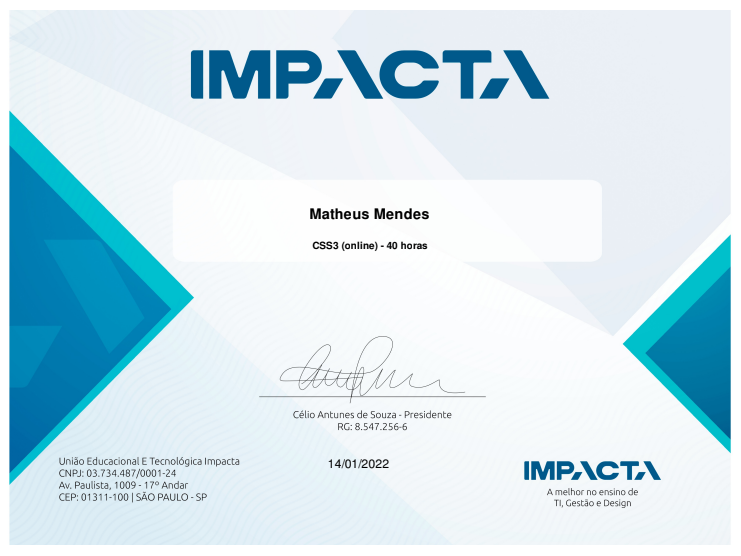 IMPACTA
Matheus Mendes
CSS3 (online) - 40 horas
Célio Antunes de Souza - Presidente
RG: 8.547.256-6
União Educacional E Tecnológica Impacta
CNPJ: 03.734.487/0001-24
Av. Paulista, 1009 - 17º Andar
CEP: 01311-100 | SÃO PAULO - SP
14/01/2022
IMPACTA
A melhor no ensino de
TI, Gestão e Design